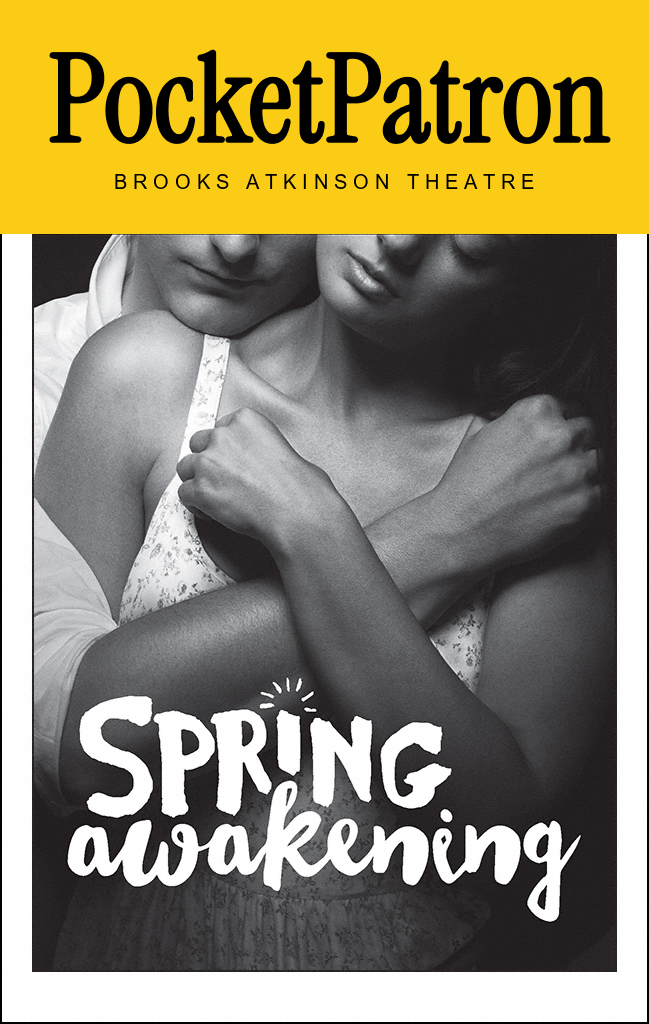 PocketPatron
BROOKS ATKINSON THEATRE
SPRING
awakening